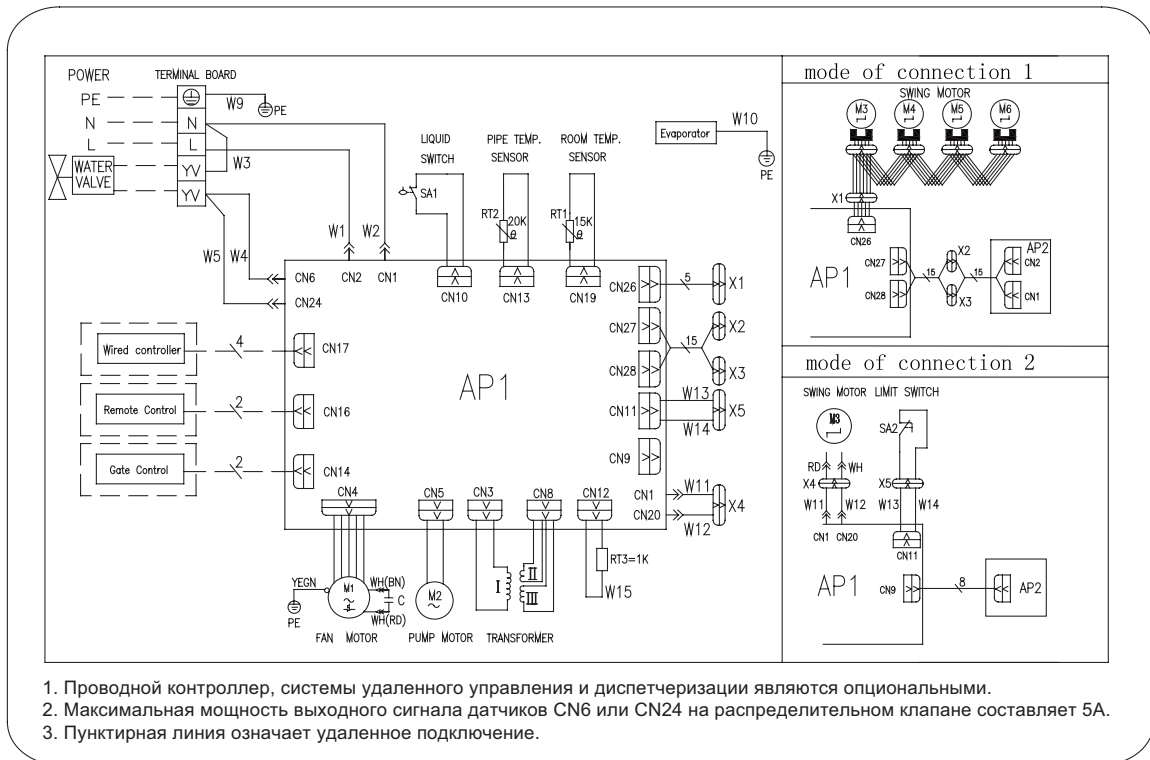 POWER
TERMINAL BOARD
PE
W9
PE
N
L
W3
WATER
VALVE
YV
YV
N
L
LIQUID
SWITCH
SA1
PIPE TEMP.
SENSOR
RT2
20K
θ
ROOM TEMP.
SENSOR
RT1
15K
θ
Evaporator
W10
PE
W1
W2
W5
W4
CN6
CN2
CN1
CN24
CN10
CN13
CN19
CN26
5
X1
CN27
X2
15
CN28
X3
AP1
Wired controller
4
CN17
Remote Control
2
CN16
Gate Control
2
CN14
CN11
W13
W14
X5
CN9
CN1
W11
CN20
W12
X4
CN4
CN5
CN3
CN8
CN12
YEGN
PE
M1
WH(BN)
C
WH(RD)
M2
I
II
III
RT3=1K
W15
FAN MOTOR
PUMP MOTOR
TRANSFORMER
mode of connection 1
SWING MOTOR
M3
M4
M5
M6
X1
CN26
AP1
CN27
CN28
15
X2
X3
15
AP2
CN2
CN1
mode of connection 2
SWING MOTOR
LIMIT SWITCH
M3
SA2
RD
WH
X4
X5
W11
W12
W13
W14
CN1
CN20
CN11
AP1
CN9
8
AP2
1. Проводной контроллер, системы удаленного управления и диспетчеризации являются опциональными.
2. Максимальная мощность выходного сигнала датчиков CN6 или CN24 на распределительном клапане составляет 5А.
3. Пунктирная линия означает удаленное подключение.